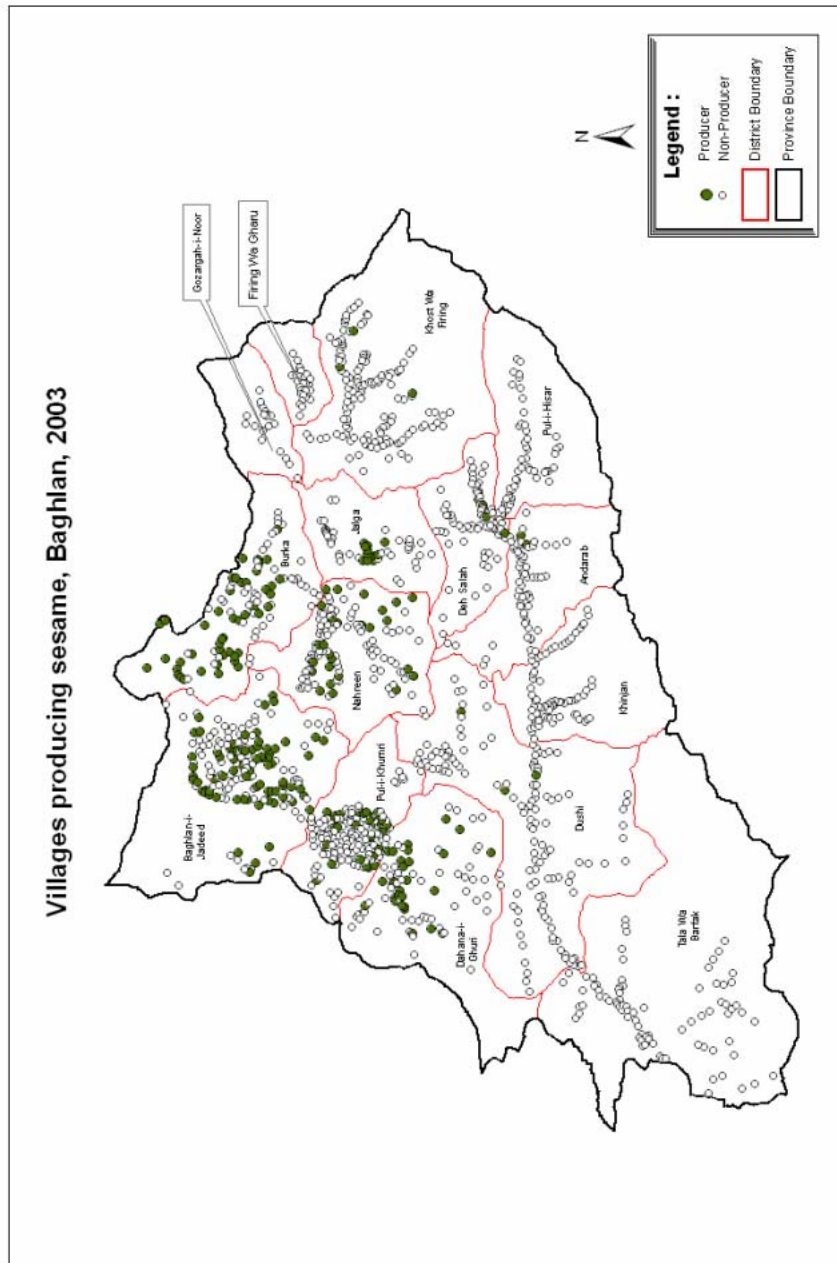 Villages producing sesame, Baghlan, 2003
Gozargah-i-Noor
Firing Wa Gharu
Baghlan-i-
Jadeed
Burka
Jalga
Khost Wa
Firing
Nahreen
Pul-i-Khumri
Deh Salah
Pul-i-Hisar
Dahana-i-
Ghuri
Andarab
Khinjan
Dushi
Tala Wa
Barfak
N
Legend :
Producer
Non-Producer
District Boundary
Province Boundary